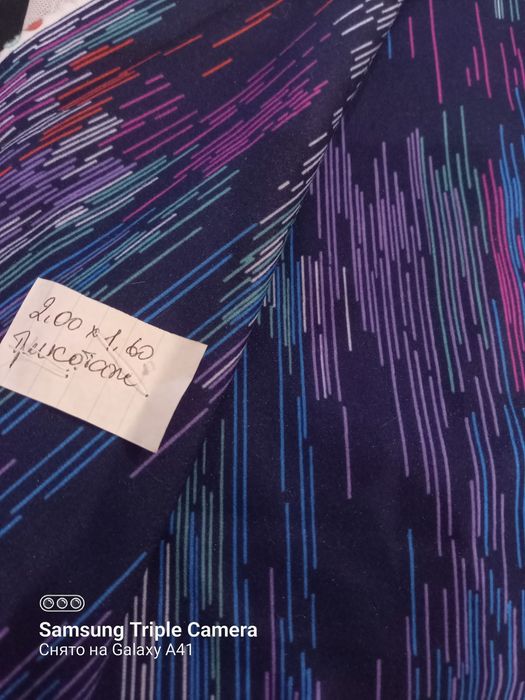 2.00 x 1.60
Трикотаж.
Samsung Triple Camera
Снято на Galaxy A41